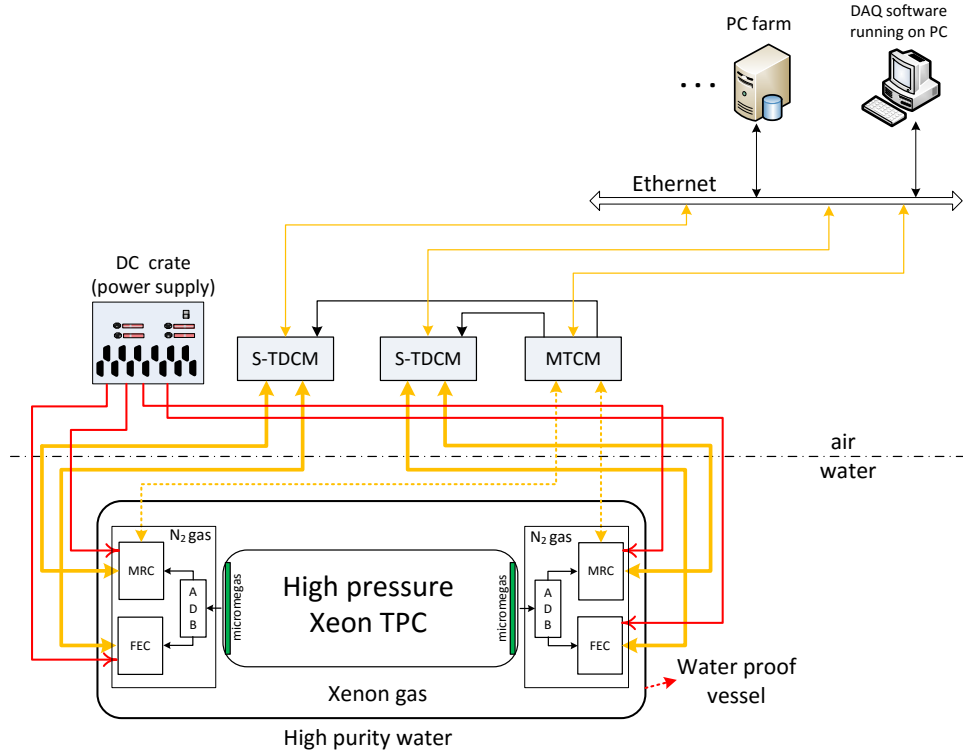 PC farm
DAQ software
running on PC
...
Ethernet
DC crate
(power supply)
S-TDCM
S-TDCM
MTCM
air
water
N2 gas
N2 gas
MRC
MRC
A
D
B
A
D
B
micromegas
micromegas
High pressure
Xeon TPC
FEC
FEC
Xenon gas
Water proof
vessel
High purity water